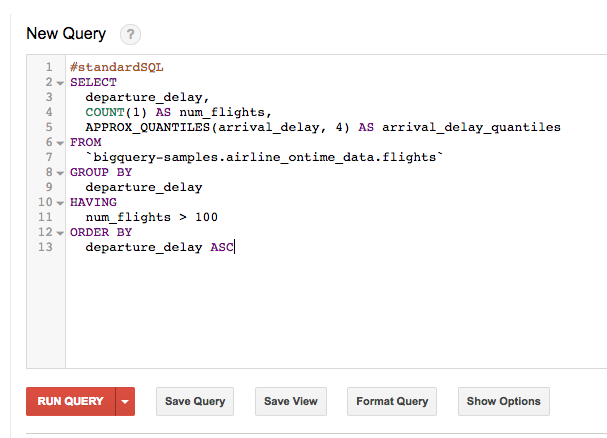 New Query ?
1 #standardSQL
2 SELECT
3 departure_delay,
4 COUNT(1) AS num_flights,
5 APPROX_QUANTILES(arrival_delay, 4) AS arrival_delay_quantiles
6 FROM
7 `bigquery-samples.airline_ontime_data.flights`
8 GROUP BY
9 departure_delay
10 HAVING
11 num_flights > 100
12 ORDER BY
13 departure_delay ASC
RUN QUERY Save Query Save View Format Query Show Options